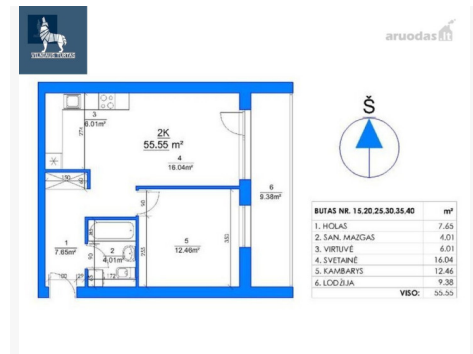 aruodas.lt
3
6.01m²
2K
55.55 m²
4
16.04m²
6
9.38m²
1
7.65m²
2
4.01m²
5
12.46m²
Š
BUTAS NR. 15,20,25,30,35,40 m²
1. HOLAS 7.65
2. SAN. MAZGAS 4.01
3. VIRTUVĖ 6.01
4. SVETAINĖ 16.04
5. KAMBARYS 12.46
6. LODŽIJA 9.38
VISO: 55.55